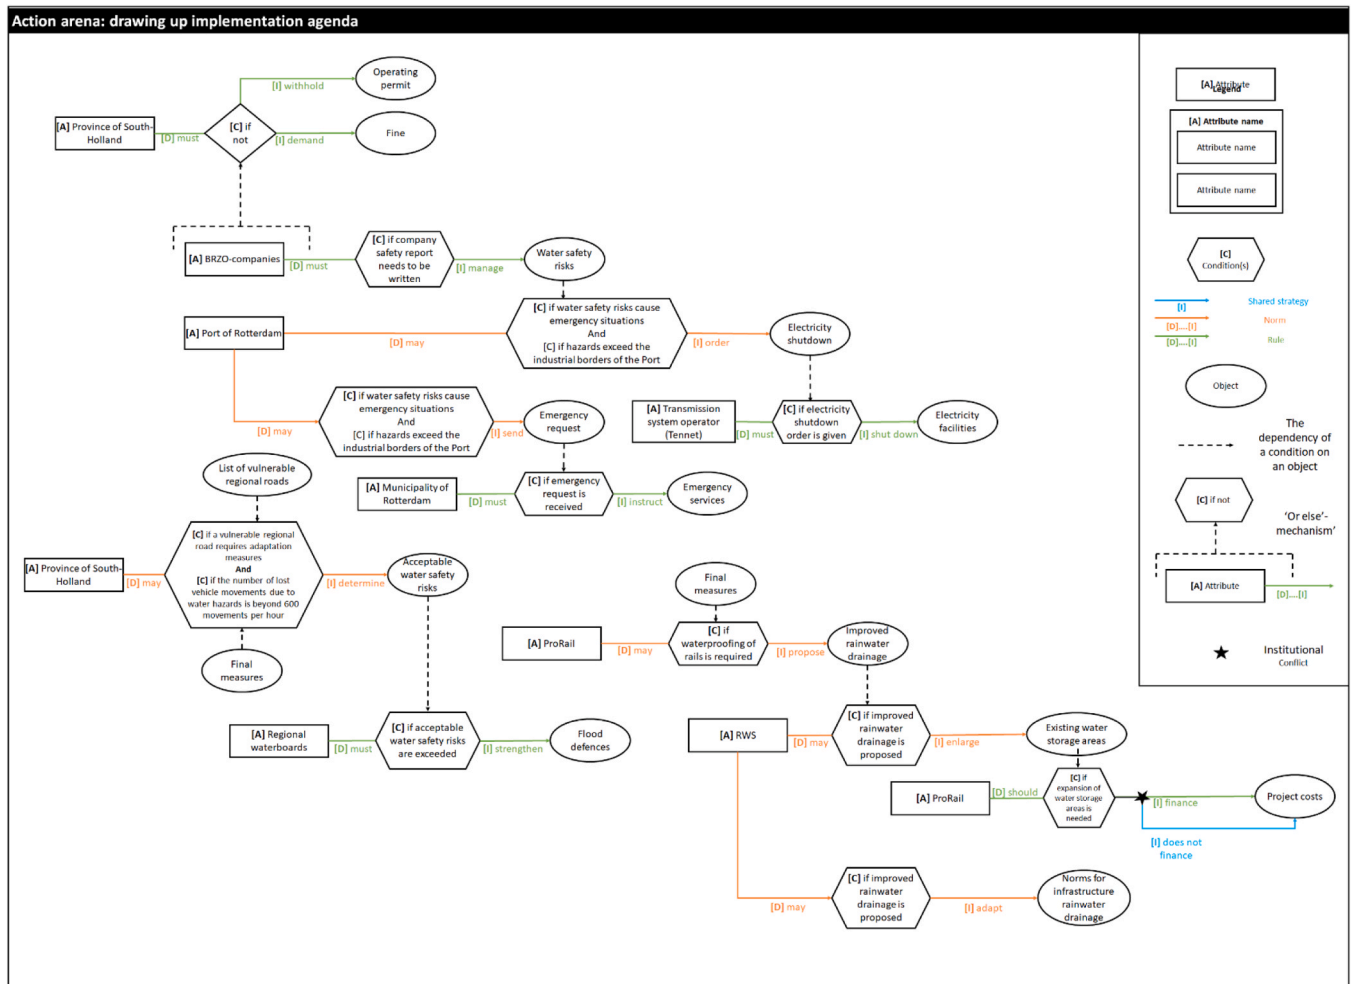 Action arena: drawing up implementation agenda
Operating
permit
[I] withhold
[A] Province of South-
Holland
[D] must
[C] if
not
[I] demand
Fine
[A] BRZO-companies
[D] must
[C] if company
safety report
needs to be
written
[I] manage
Water safety
risks
[A] Port of Rotterdam
[D] may
[C] if water safety risks cause
emergency situations
And
[C] if hazards exceed the
industrial borders of the Port
[I] order
Electricity
shutdown
[D] may
[C] if water safety risks cause
emergency situations
And
[C] if hazards exceed the
industrial borders of the Port
[I] send
Emergency
request
[A] Transmission
system operator
(Tennet)
[D] must
[C] if electricity
shutdown
order is given
[I] shut down
Electricity
facilities
List of vulnerable
regional roads
[A] Municipality of
Rotterdam
[D] must
[C] if emergency
request is
received
[I] instruct
Emergency
services
[A] Province of South-
Holland
[D] may
[C] if a vulnerable regional
road requires adaptation
measures
And
[C] if the number of lost
vehicle movements due to
water hazards is beyond 600
movements per hour
[I] determine
Acceptable
water safety
risks
Final
measures
Final
measures
[A] ProRail
[D] may
[C] if
waterproofing of
rails is required
[I] propose
Improved
rainwater
drainage
[A] Regional
waterboards
[D] must
[C] if acceptable
water safety risks
are exceeded
[I] strengthen
Flood
defences
[A] RWS
[D] may
[C] if improved
rainwater
drainage is
proposed
[I] enlarge
Existing water
storage areas
[A] ProRail
[D] should
[C] if
expansion of
water storage
areas is
needed
[I] finance
Project costs
[I] does not
finance
[D] may
[C] if improved
rainwater
drainage is
proposed
[I] adapt
Norms for
infrastructure
rainwater
drainage
[A] Attribute
Legend
[A] Attribute name
Attribute name
Attribute name
[C]
Condition(s)
[I]
Shared strategy
[D]....[I]
Norm
[D]....[I]
Rule
Object
The
dependency of
a condition on
an object
[C] if not
'Or else'-
mechanism'
[A] Attribute
[D]....[I]
Institutional
Conflict